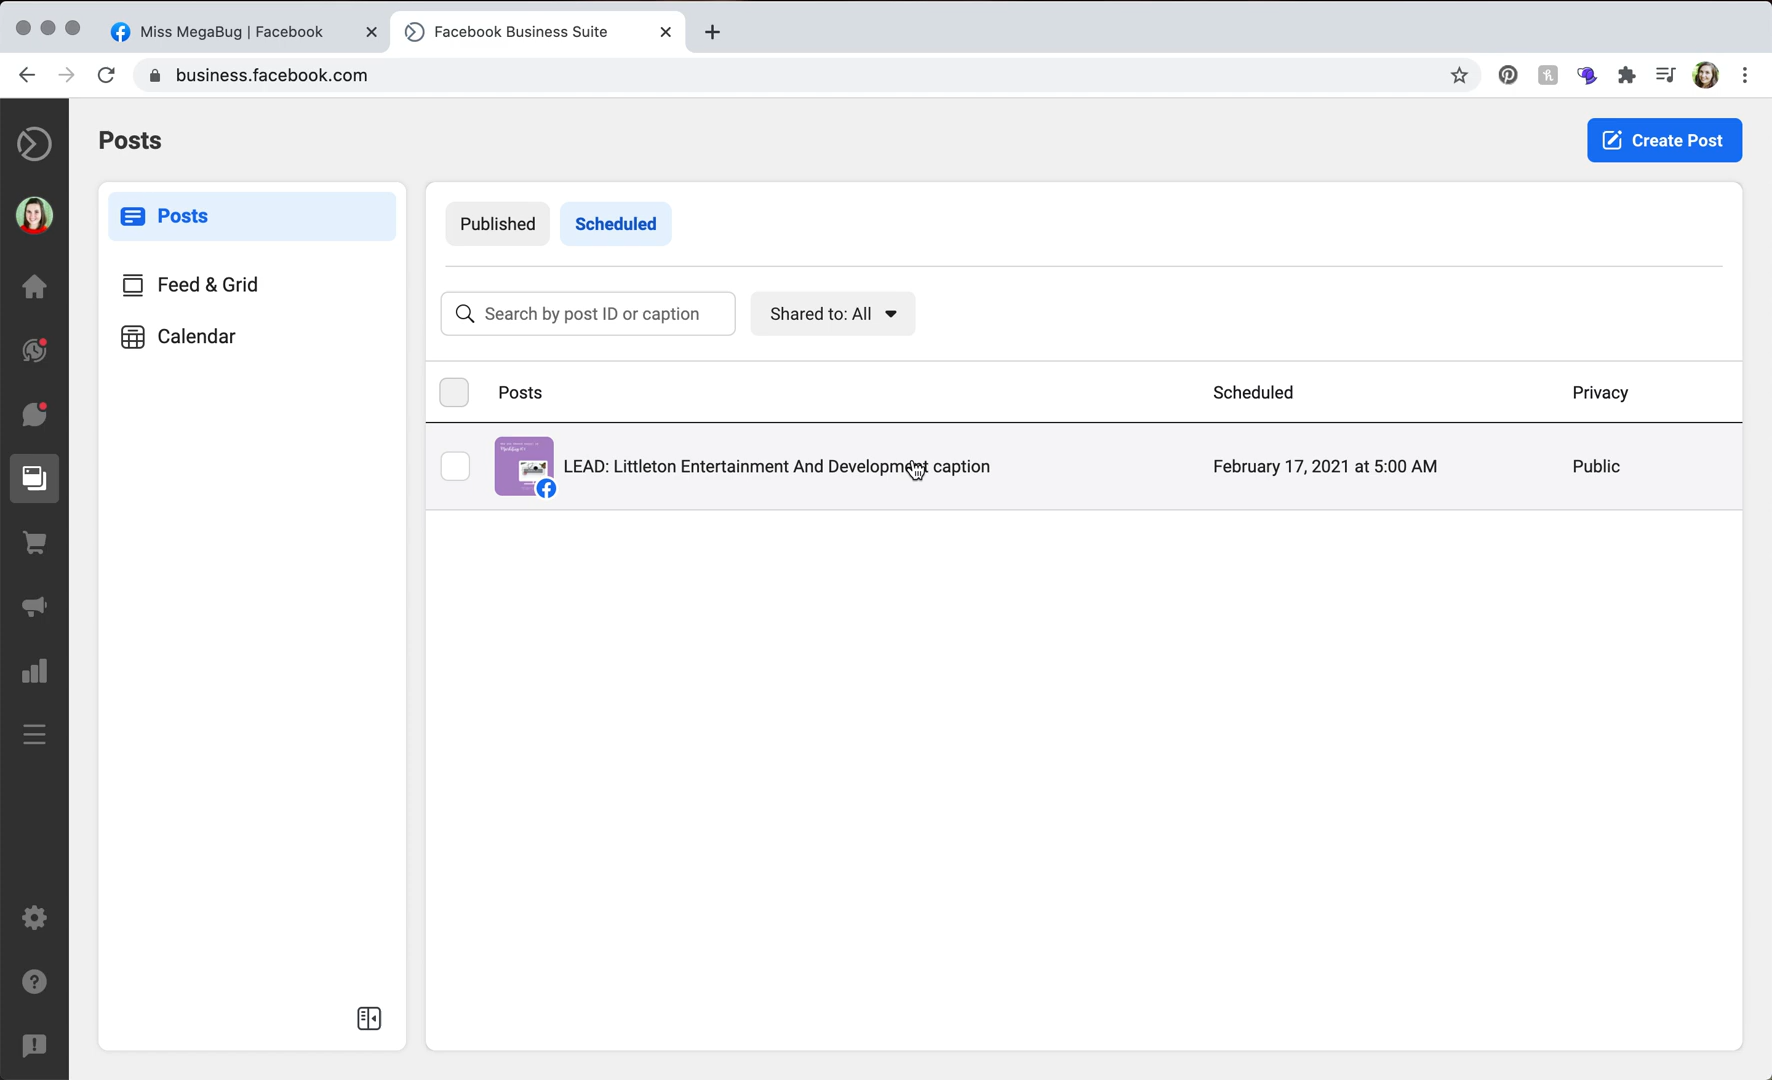 Miss MegaBug | Facebook
Facebook Business Suite
business.facebook.com
Posts
Create Post
Posts
Feed & Grid
Calendar
Published
Scheduled
Search by post ID or caption
Shared to: All
Posts
Scheduled
Privacy
LEAD: Littleton Entertainment And Development caption
February 17, 2021 at 5:00 AM
Public